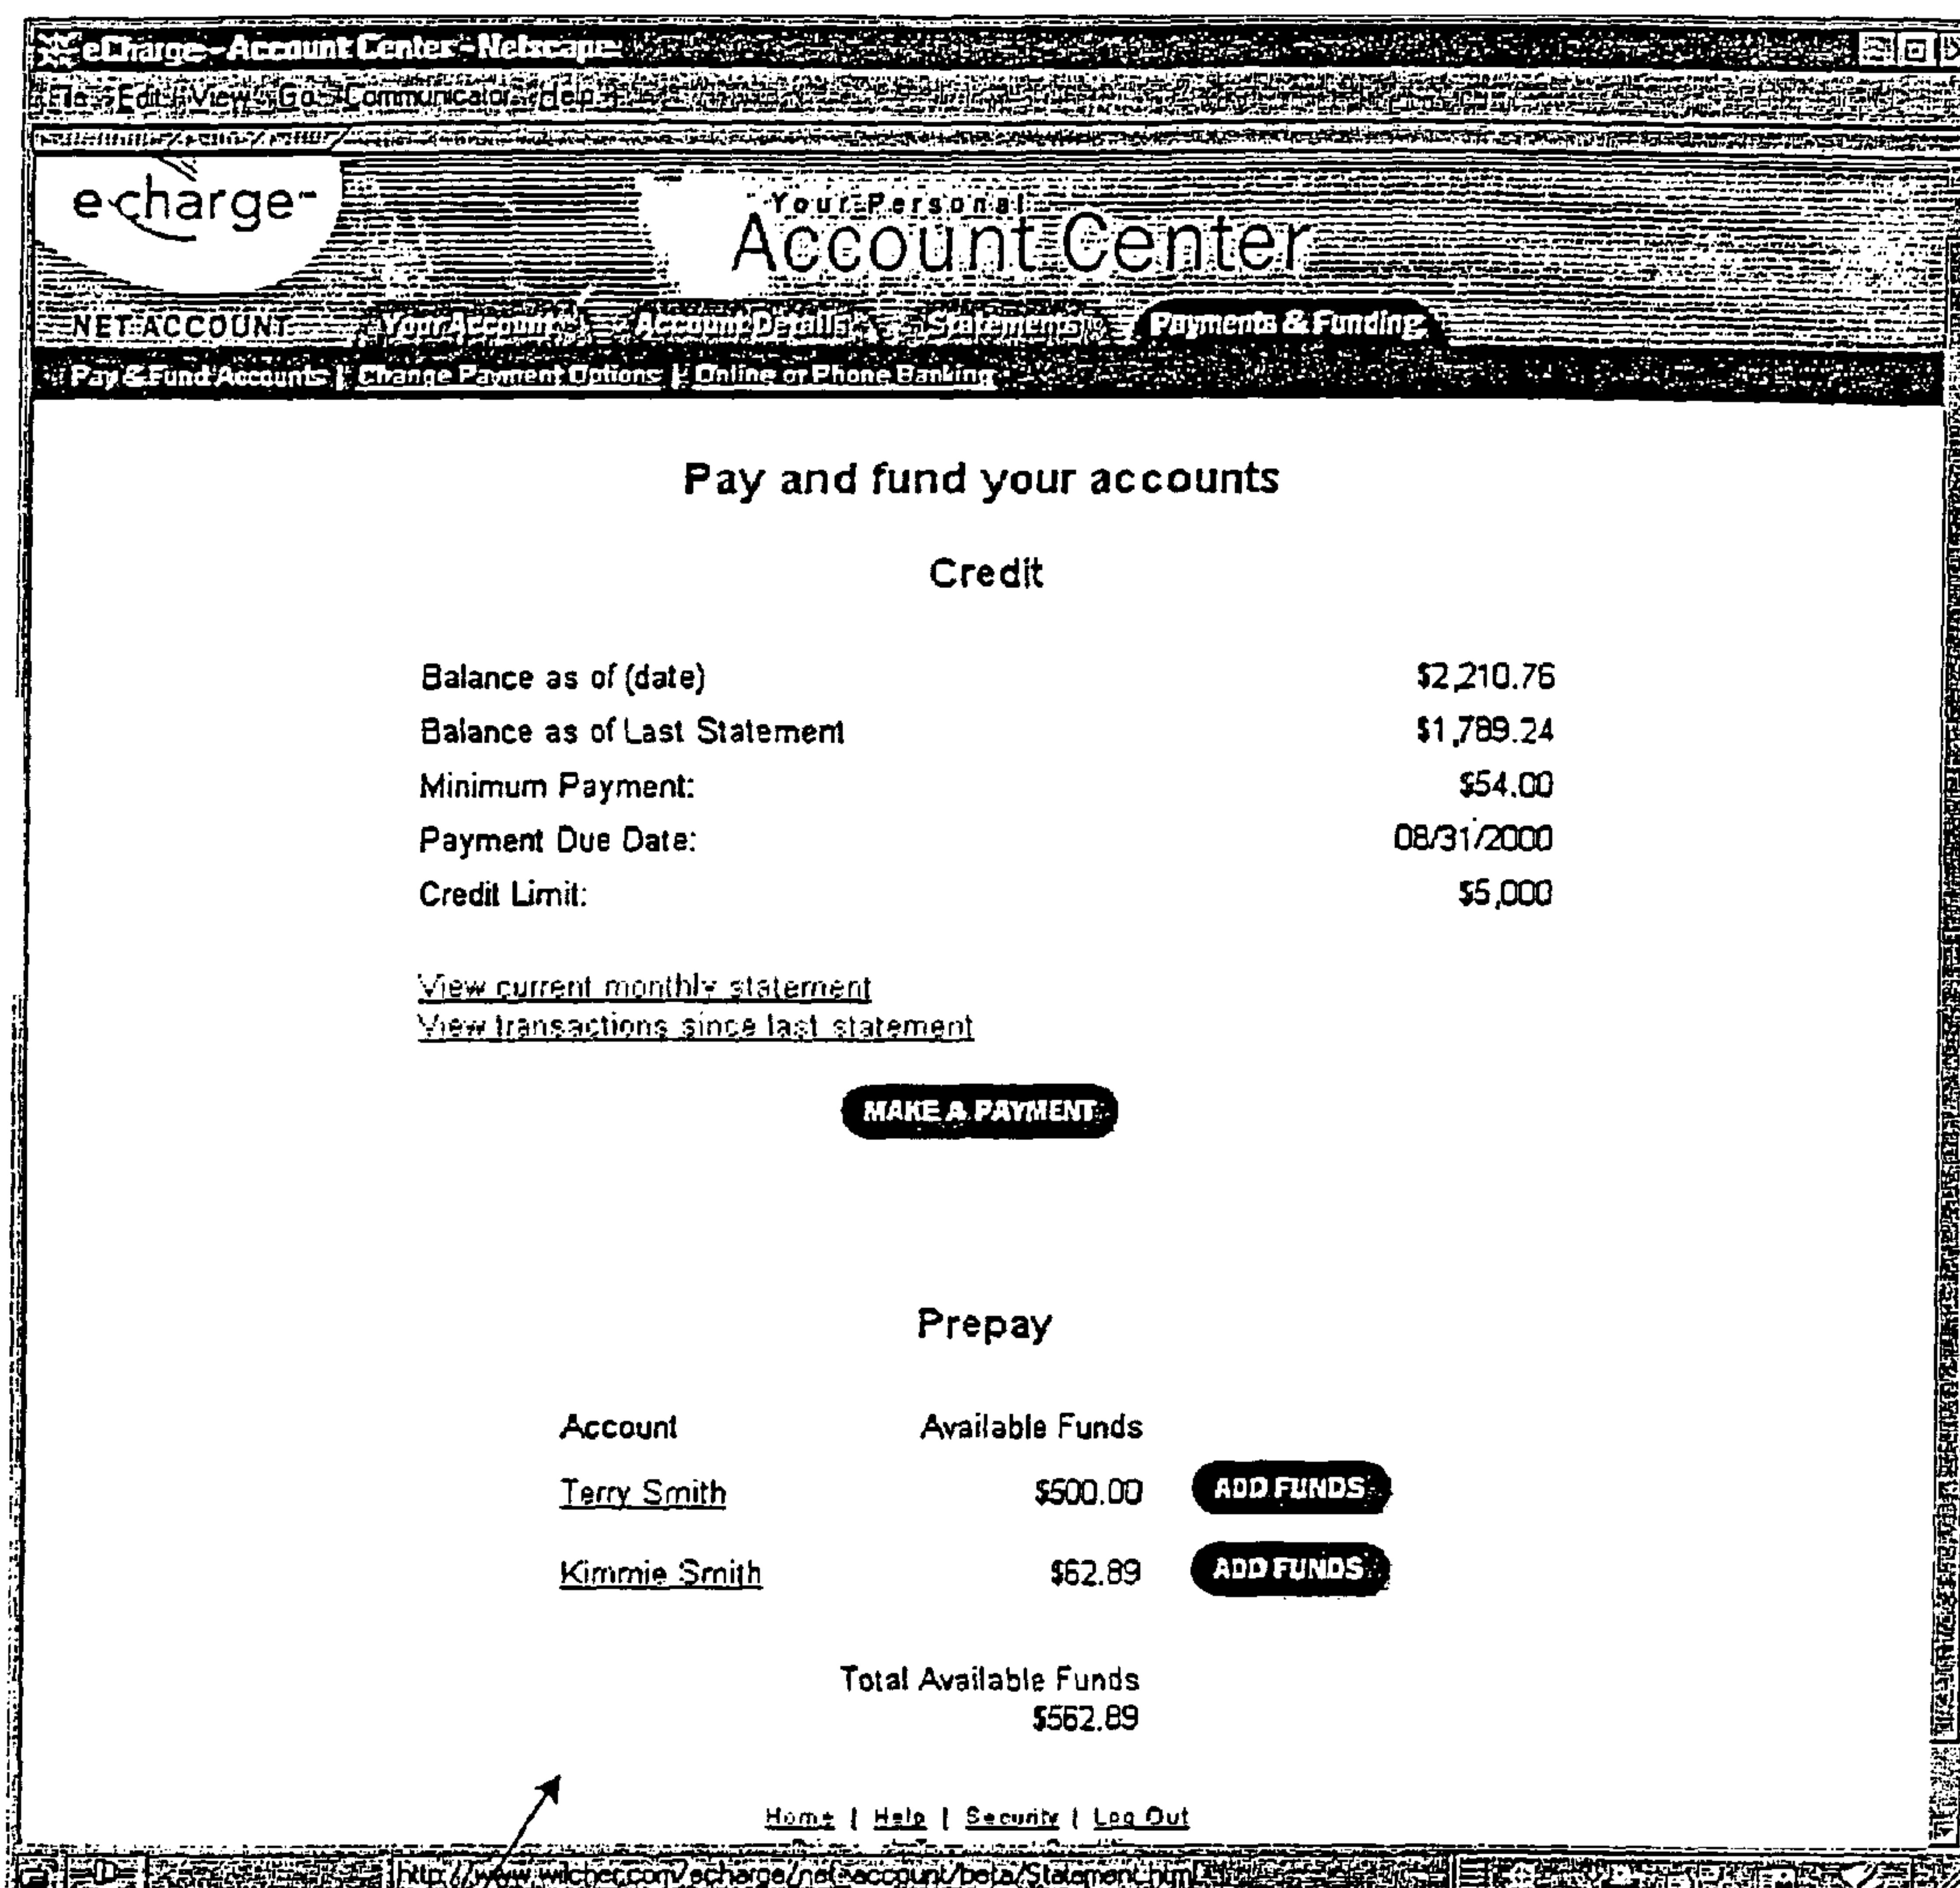 eCharge - Account Center - Netscape
File Edit View Go Communicator Help
echarge
Your Personal
Account Center
NET ACCOUNT Your Account Account Details Statements Payments & Funding
Pay & Fund Accounts | Change Payment Options | Online or Phone Banking
Pay and fund your accounts
Credit
Balance as of (date) $2,210.76
Balance as of Last Statement $1,789.24
Minimum Payment: $54.00
Payment Due Date: 08/31/2000
Credit Limit: $5,000
View current monthly statement
View transactions since last statement
MAKE A PAYMENT
Prepay
Account Available Funds
Terry Smith $500.00 ADD FUNDS
Kimmie Smith $62.89 ADD FUNDS
Total Available Funds
$562.89
Home | Help | Security | Log Out